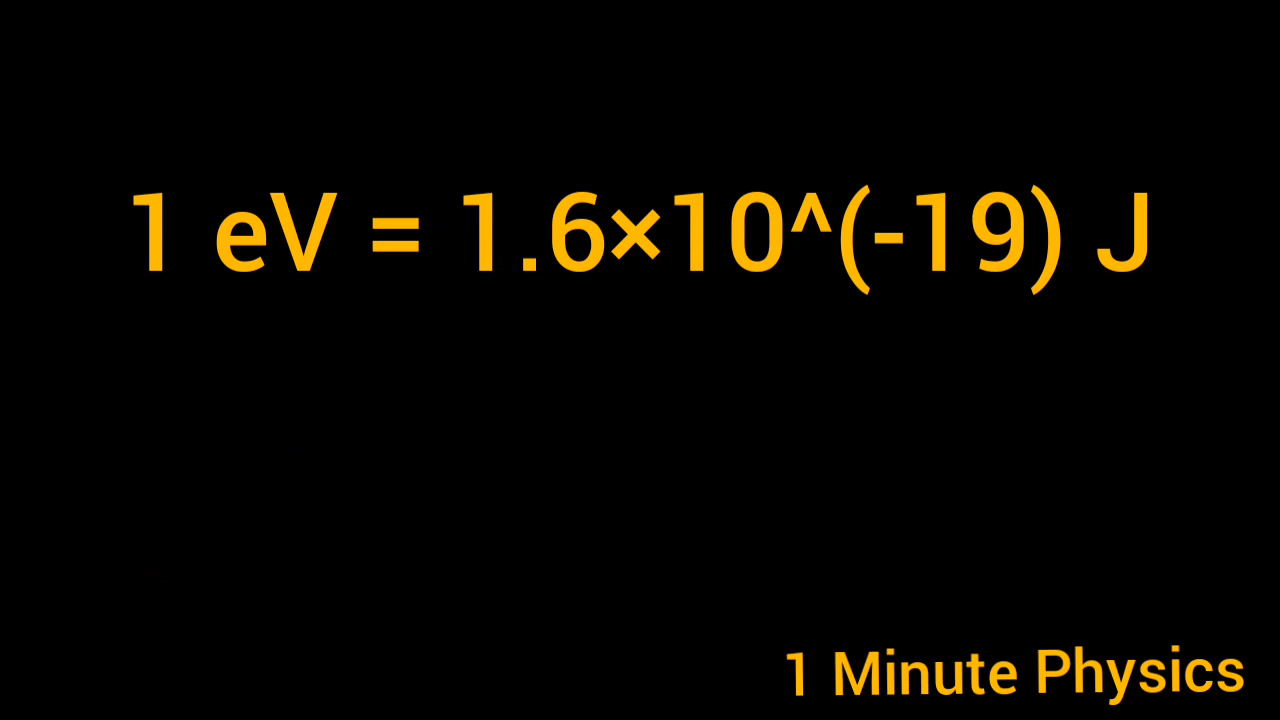 1 eV = 1.6×10^(-19) J
1 Minute Physics